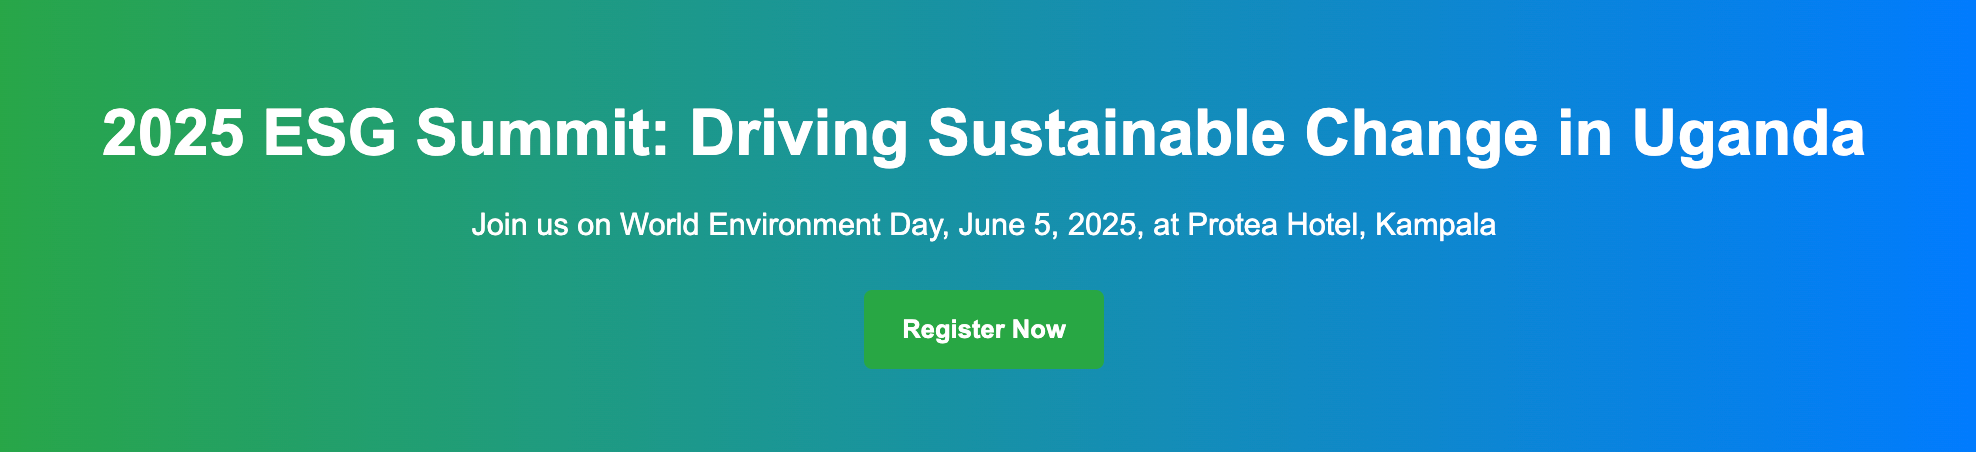 2025 ESG Summit: Driving Sustainable Change in Uganda
Join us on World Environment Day, June 5, 2025, at Protea Hotel, Kampala
Register Now